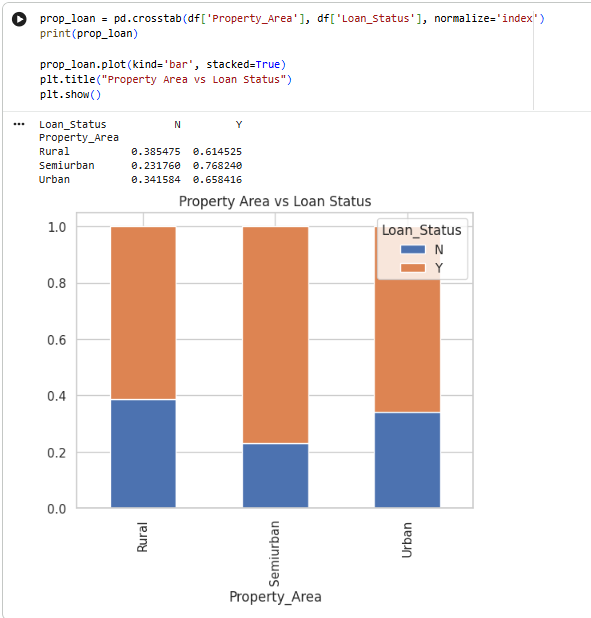 prop_loan = pd.crosstab(df['Property_Area'], df['Loan_Status'], normalize='index')
print(prop_loan)
prop_loan.plot(kind='bar', stacked=True)
plt.title("Property Area vs Loan Status")
plt.show()
Loan_Status N Y
Property_Area
Rural 0.385475 0.614525
Semiurban 0.231760 0.768240
Urban 0.341584 0.658416
Property Area vs Loan Status
Loan_Status
N
Y
1.0
0.8
0.6
0.4
0.2
0.0
Rural
Semiurban
Urban
Property_Area